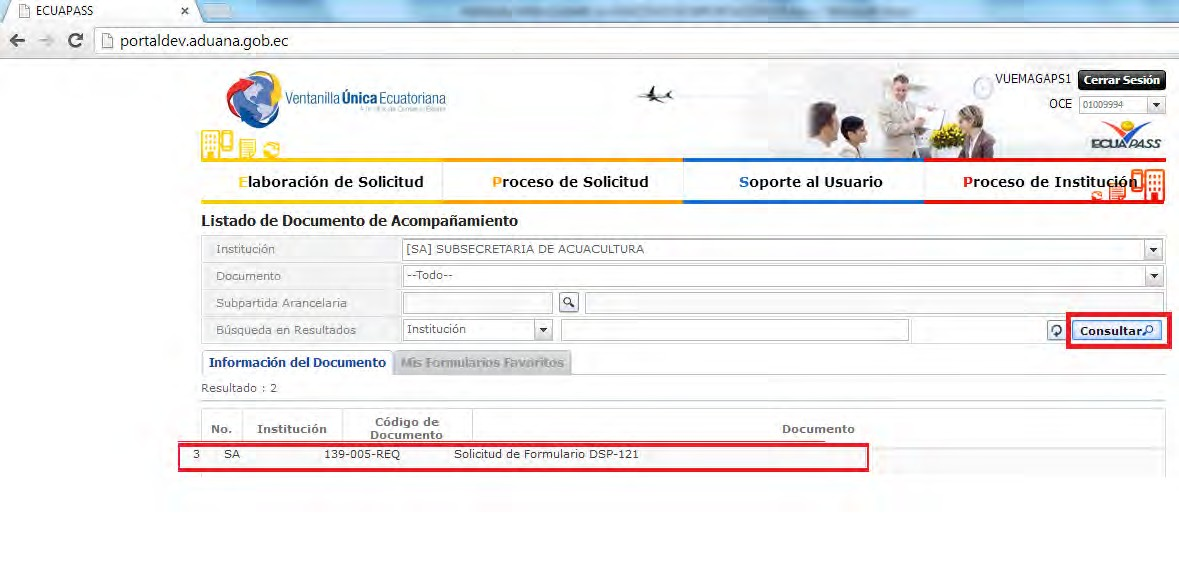 ECUAPASS ×
portaldev.aduana.gob.ec
VUEMAGAPS1 Cerrar Sesión
Ventanilla Única Ecuatoriana
OCE 01009994
ECUAPASS
Elaboración de Solicitud Proceso de Solicitud Soporte al Usuario Proceso de Institución
Listado de Documento de Acompañamiento
Institución [SA] SUBSECRETARIA DE ACUACULTURA
Documento --Todo--
Subpartida Arancelaria
Búsqueda en Resultados Institución Consultar
Información del Documento Mis Formularios Favoritos
Resultado : 2
No. Institución Código de Documento Documento
3 SA 139-005-REQ Solicitud de Formulario DSP-121